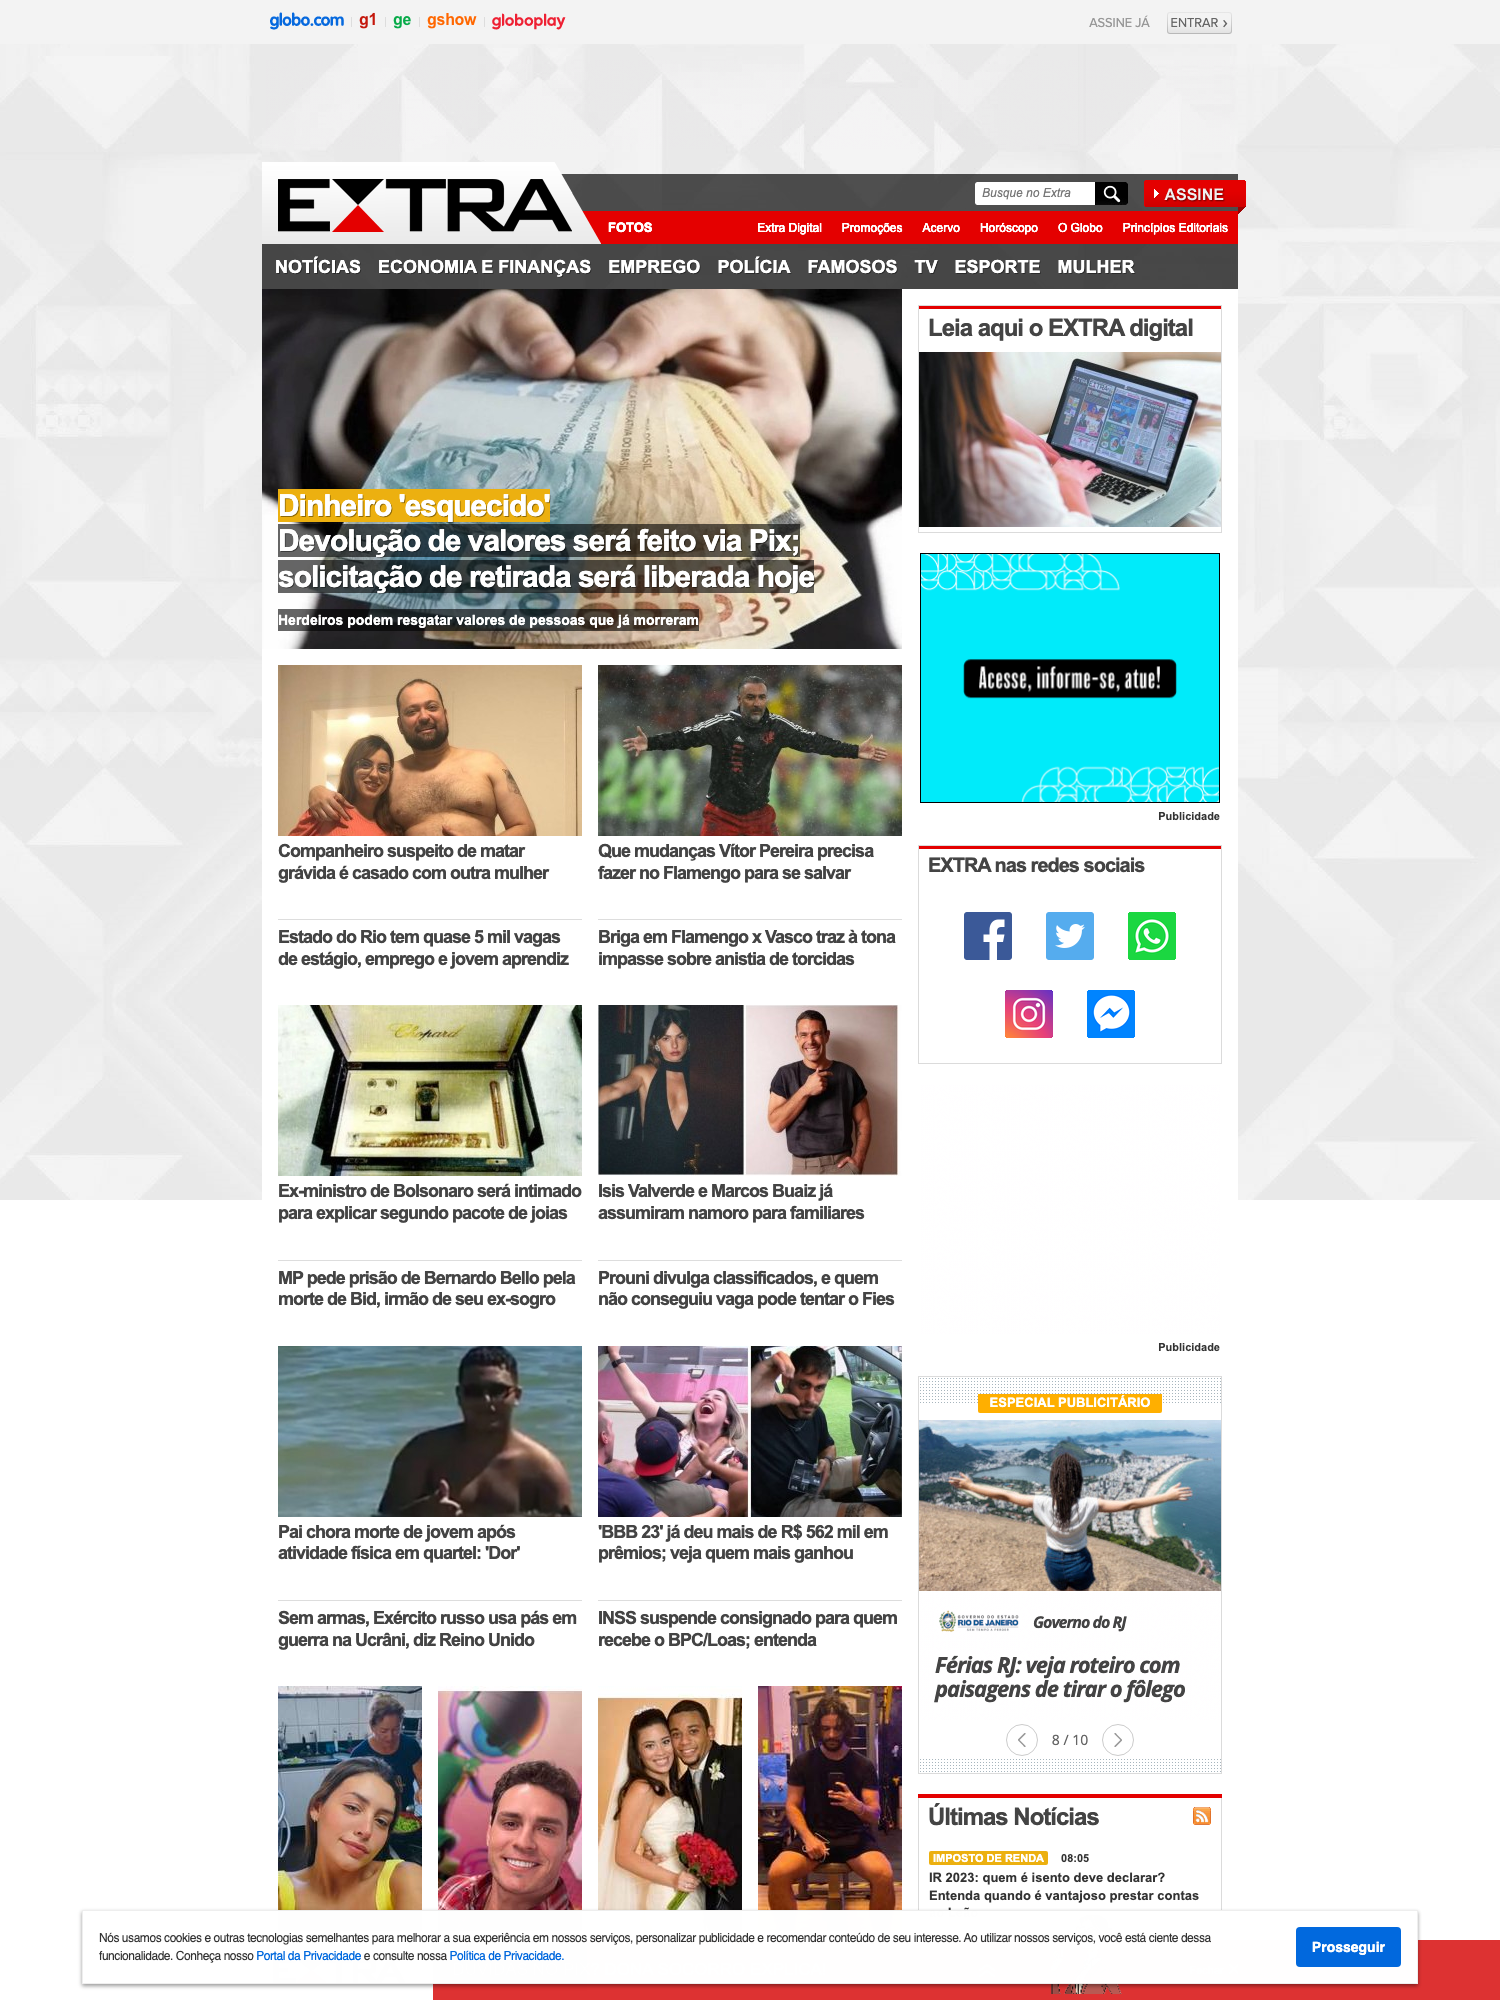 globo.com
g1
ge
gshow
globoplay
ASSINE JÁ
ENTRAR
EXTRA
Busque no Extra
ASSINE
FOTOS
Extra Digital
Promoções
Acervo
Horóscopo
O Globo
Princípios Editoriais
NOTÍCIAS
ECONOMIA E FINANÇAS
EMPREGO
POLÍCIA
FAMOSOS
TV
ESPORTE
MULHER
Dinheiro 'esquecido'
Devolução de valores será feito via Pix;
solicitação de retirada será liberada hoje
Herdeiros podem resgatar valores de pessoas que já morreram
Companheiro suspeito de matar
grávida é casado com outra mulher
Que mudanças Vítor Pereira precisa
fazer no Flamengo para se salvar
Estado do Rio tem quase 5 mil vagas
de estágio, emprego e jovem aprendiz
Briga em Flamengo x Vasco traz à tona
impasse sobre anistia de torcidas
Chopard
Ex-ministro de Bolsonaro será intimado
para explicar segundo pacote de joias
Isis Valverde e Marcos Buaiz já
assumiram namoro para familiares
MP pede prisão de Bernardo Bello pela
morte de Bid, irmão de seu ex-sogro
Prouni divulga classificados, e quem
não conseguiu vaga pode tentar o Fies
Pai chora morte de jovem após
atividade física em quartel: 'Dor'
'BBB 23' já deu mais de R$ 562 mil em
prêmios; veja quem mais ganhou
Sem armas, Exército russo usa pás em
guerra na Ucrâni, diz Reino Unido
INSS suspende consignado para quem
recebe o BPC/Loas; entenda
Leia aqui o EXTRA digital
Acesse, informe-se, atue!
Publicidade
EXTRA nas redes sociais
Publicidade
ESPECIAL PUBLICITÁRIO
GOVERNO DO ESTADO
RIO DE JANEIRO
Governo do RJ
Férias RJ: veja roteiro com
paisagens de tirar o fôlego
8 / 10
Últimas Notícias
IMPOSTO DE RENDA
08:05
IR 2023: quem é isento deve declarar?
Entenda quando é vantajoso prestar contas
Nós usamos cookies e outras tecnologias semelhantes para melhorar a sua experiência em nossos serviços, personalizar publicidade e recomendar conteúdo de seu interesse. Ao utilizar nossos serviços, você está ciente dessa
funcionalidade. Conheça nosso Portal da Privacidade e consulte nossa Política de Privacidade.
Prosseguir